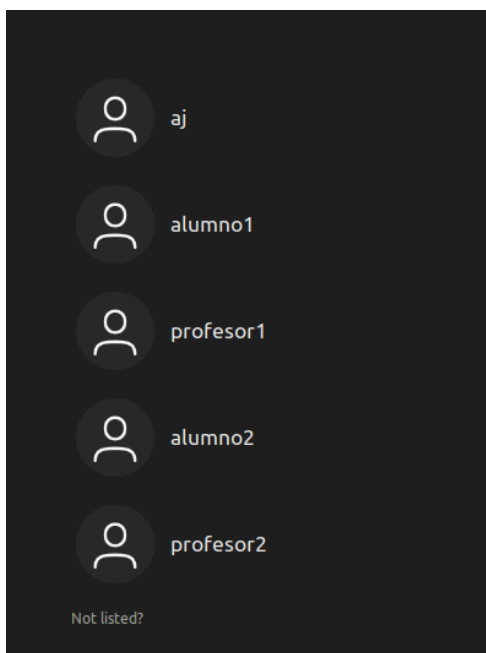 aj
alumno1
profesor1
alumno2
profesor2
Not listed?